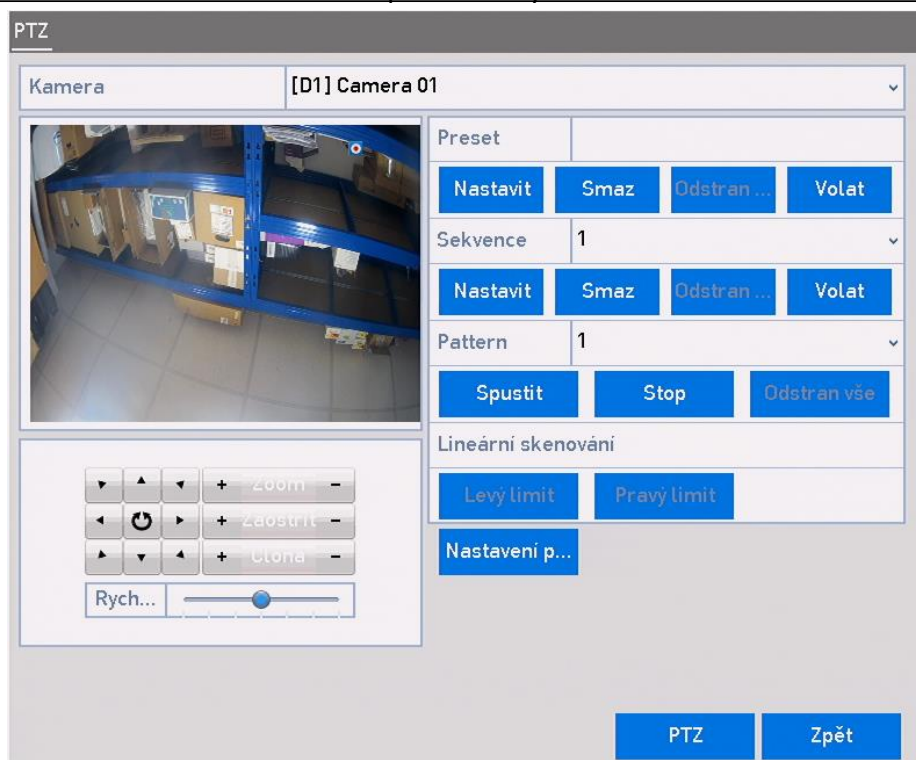 PTZ
Kamera [D1] Camera 01
Preset
Nastavit Smaz Odstran ... Volat
Sekvence 1
Nastavit Smaz Odstran ... Volat
Pattern 1
Spustit Stop Odstran vše
Lineární skenování
Levý limit Pravý limit
Nastavení p...
+ Zoom -
+ Zaostřit -
+ Clona -
Rych...
PTZ Zpět